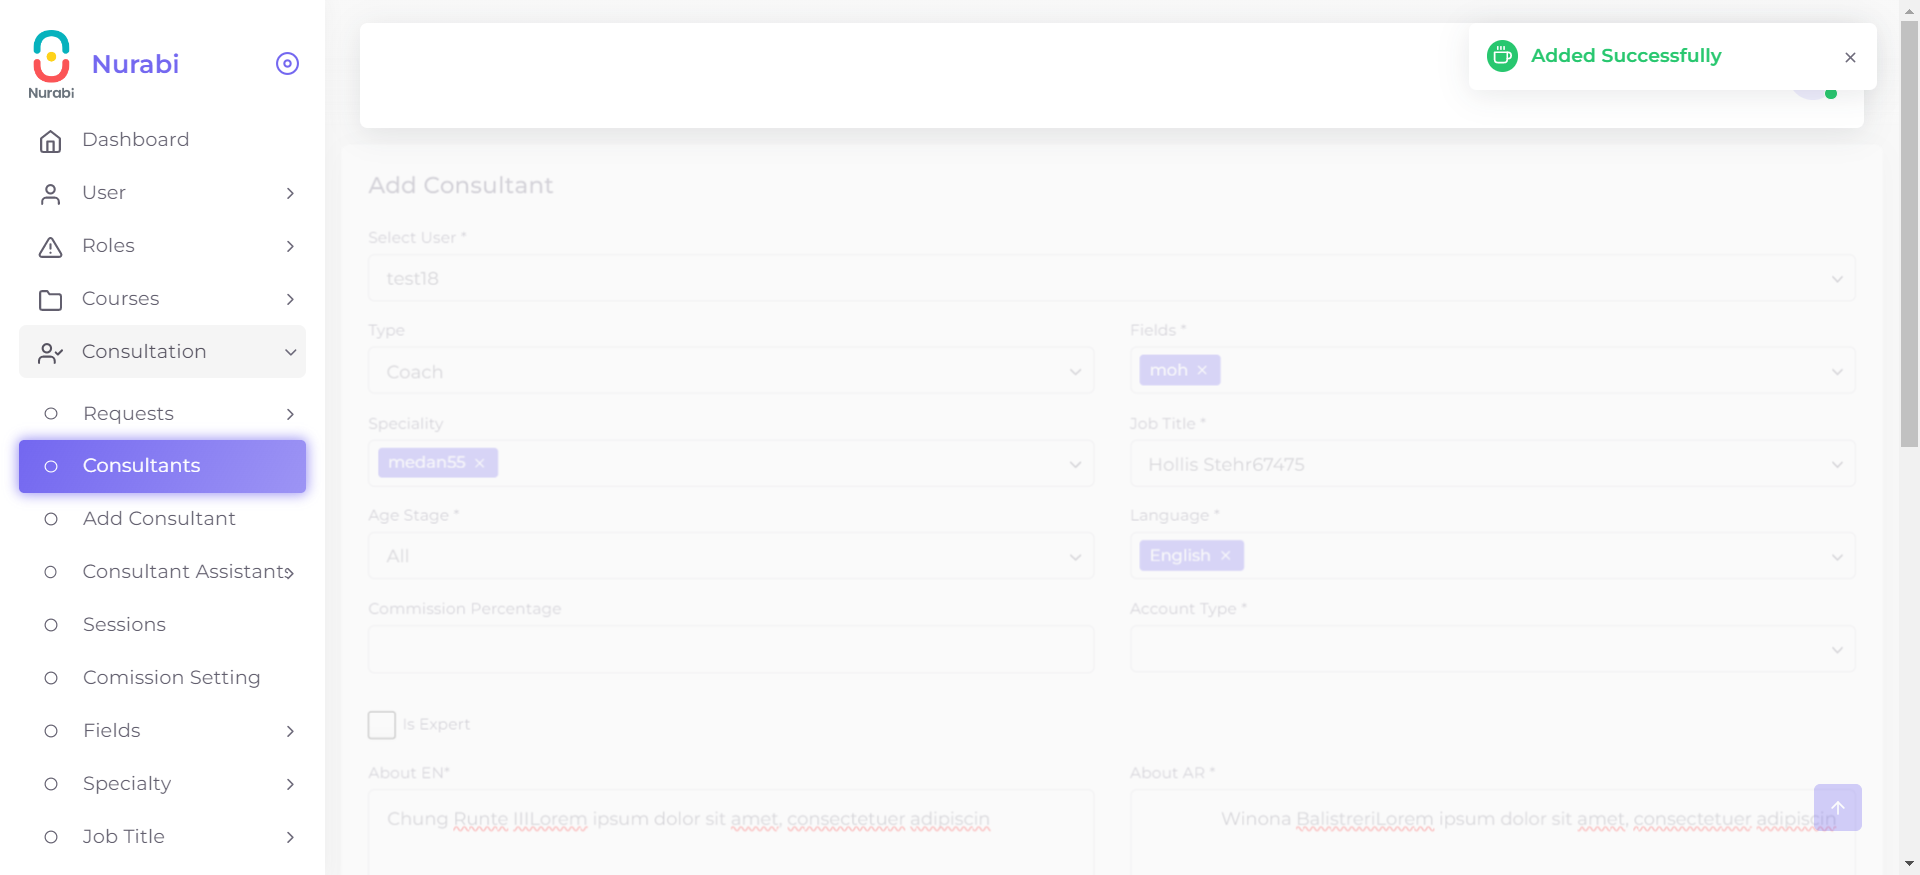 Nurabi
Nurabi
Dashboard
User
Roles
Courses
Consultation
Requests
Consultants
Add Consultant
Consultant Assistant
Sessions
Comission Setting
Fields
Specialty
Job Title
Added Successfully
Add Consultant
Select User *
test18
Type
Fields *
Coach
moh
Speciality
Job Title *
medan55
Hollis Stehr67475
Age Stage *
Language *
All
English
Commission Percentage
Account Type *
Is Expert
About EN*
About AR *
Chung Runte IIILorem ipsum dolor sit amet, consectetuer adipiscin
Winona BalistreriLorem ipsum dolor sit amet, consectetuer adipiscin